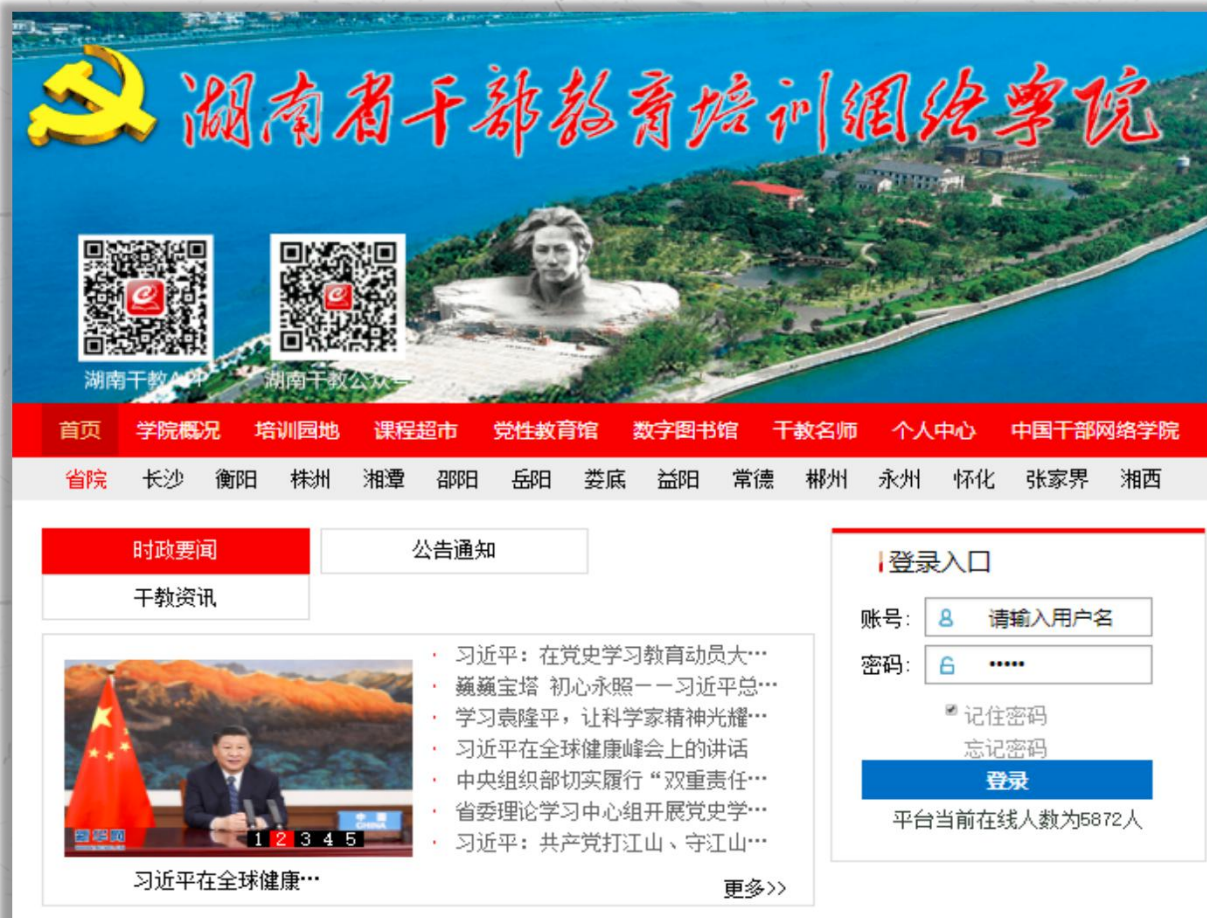 湖南省干部教育培训網络学院
湖南干教APP
湖南干教公众号
首页 学院概况 培训园地 课程超市 党性教育馆 数字图书馆 干教名师 个人中心 中国干部网络学院
省院 长沙 衡阳 株洲 湘潭 邵阳 岳阳 娄底 益阳 常德 郴州 永州 怀化 张家界 湘西
时政要闻 公告通知
干教资讯
· 习近平：在党史学习教育动员大…
· 巍巍宝塔 初心永照——习近平总…
· 学习袁隆平，让科学家精神光耀…
· 习近平在全球健康峰会上的讲话
· 中央组织部切实履行“双重责任…
· 省委理论学习中心组开展党史学…
· 习近平：共产党打江山、守江山…
中国
CHINA
新华网
1 2 3 4 5
习近平在全球健康…
更多>>
登录入口
账号： 请输入用户名
密码： •••••
记住密码
忘记密码
登录
平台当前在线人数为5872人